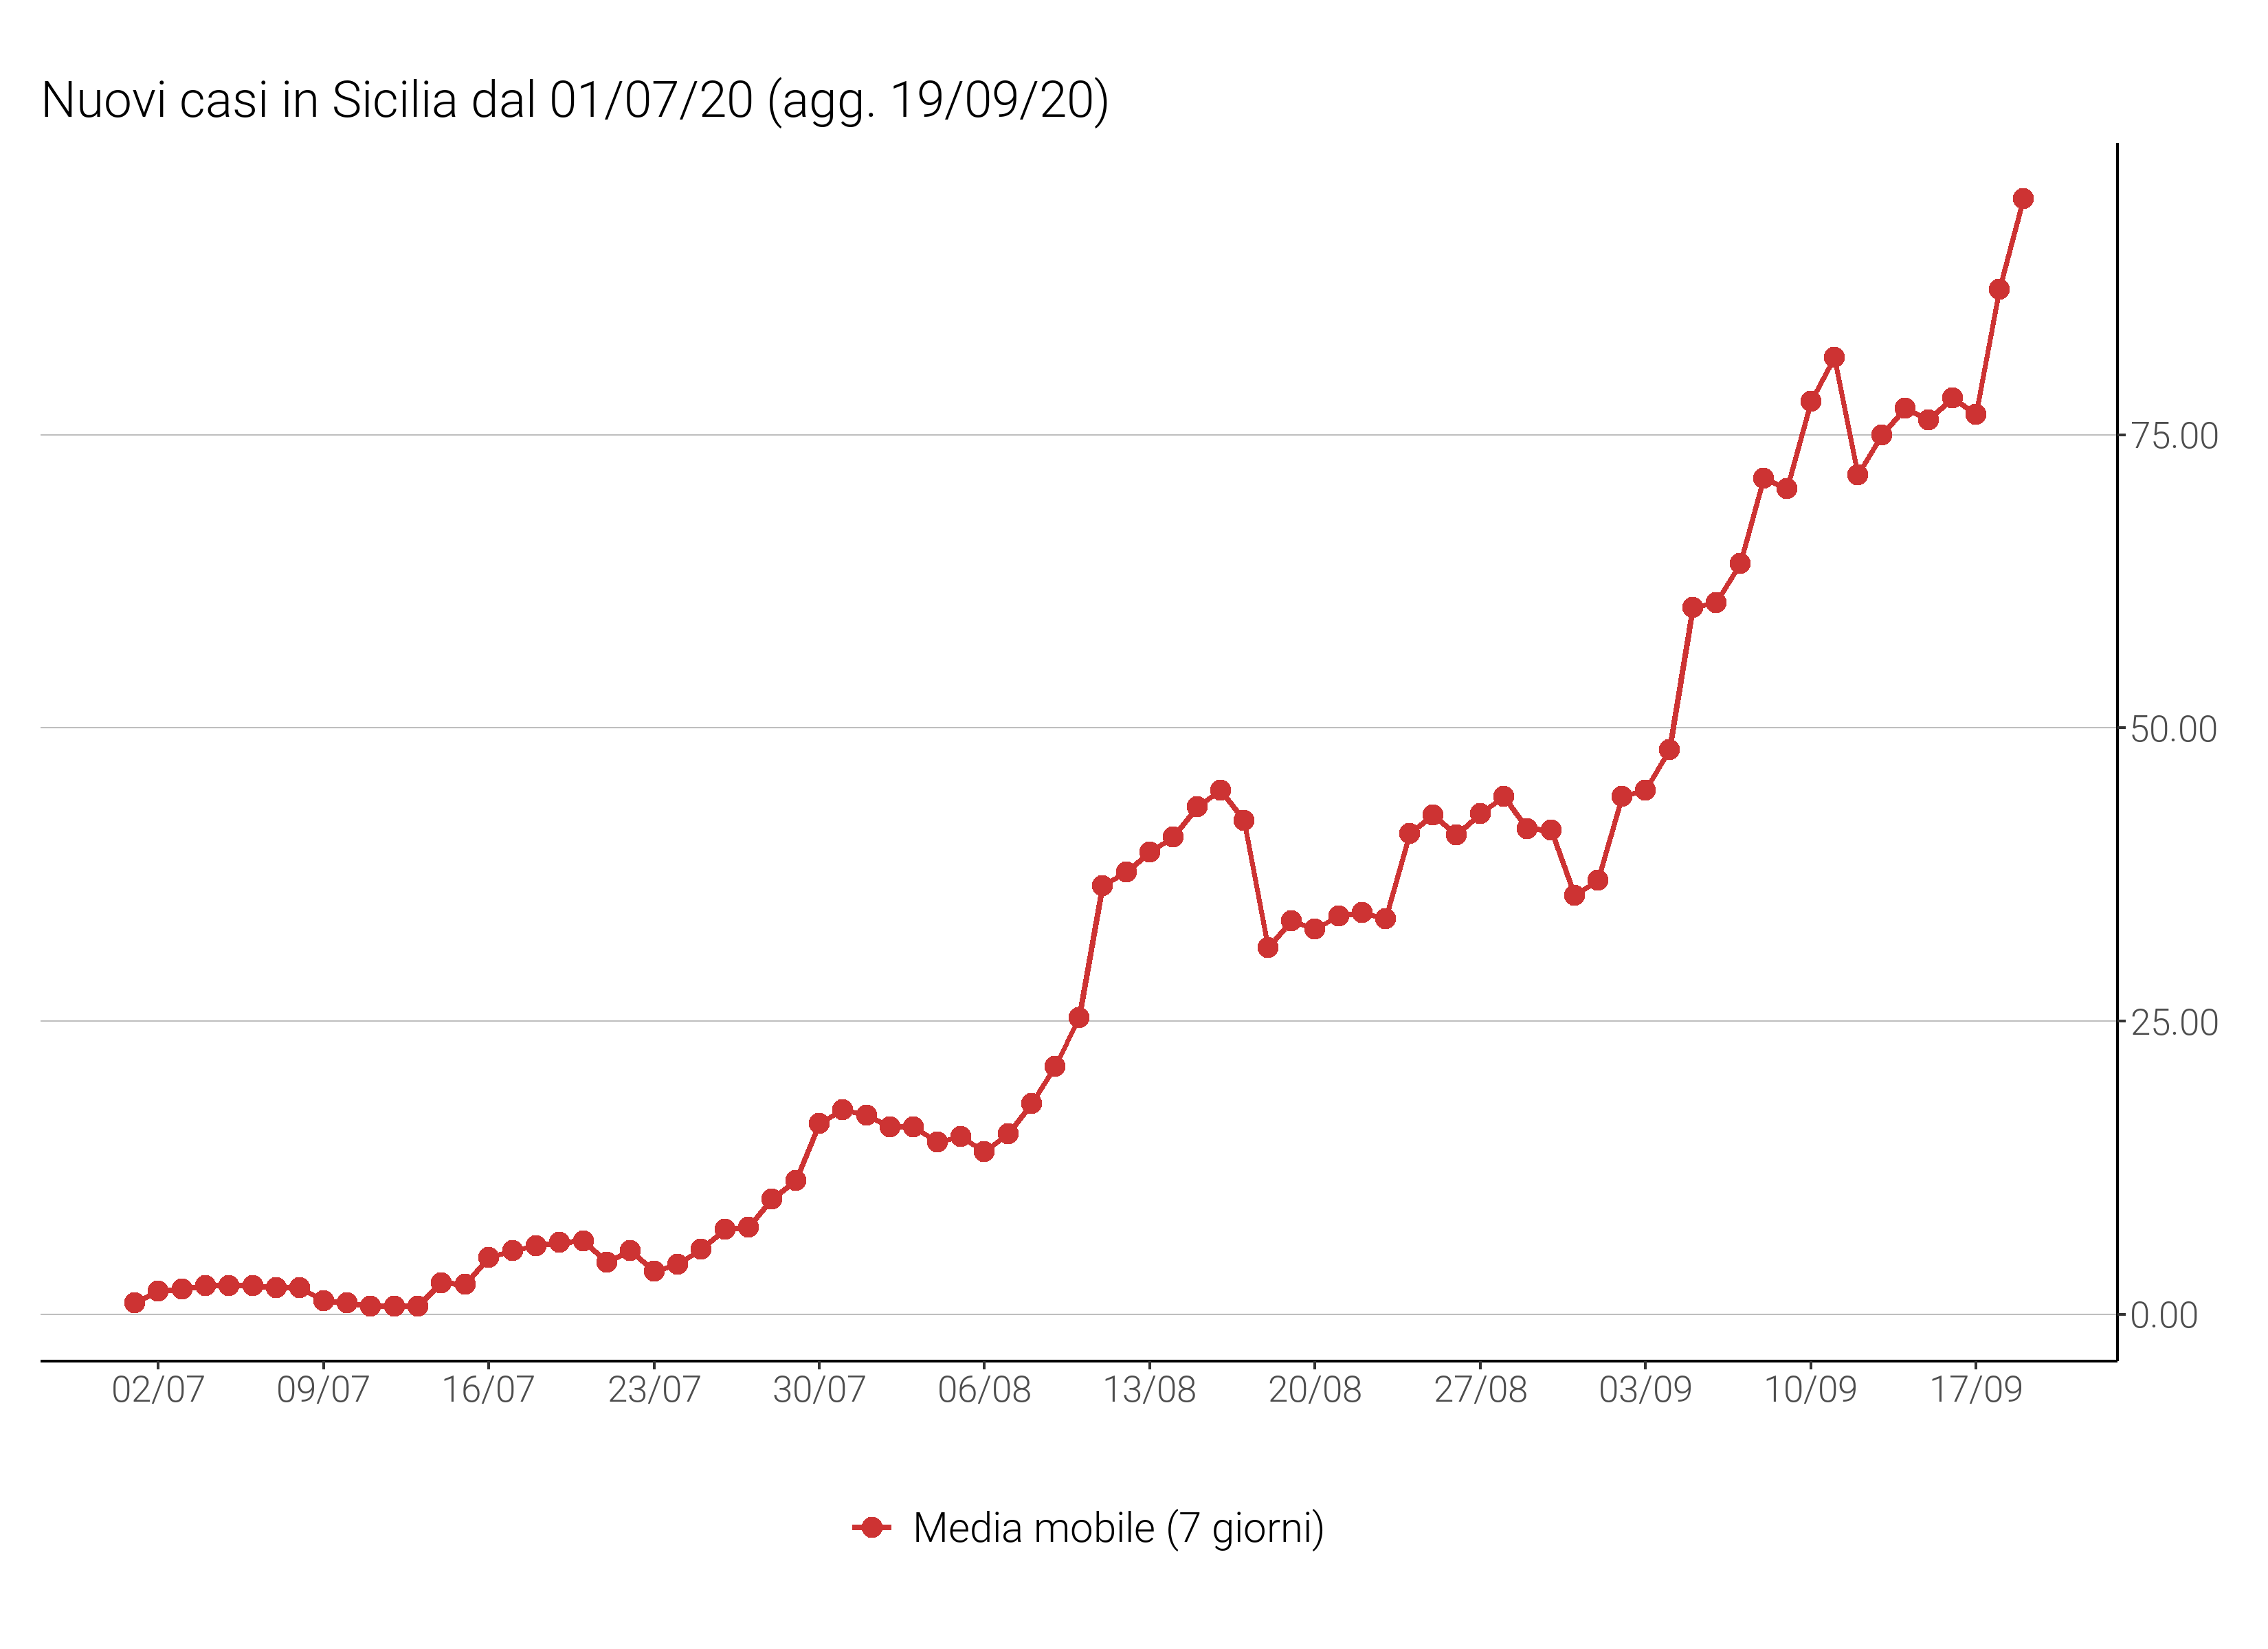 Nuovi casi in Sicilia dal 01/07/20 (agg. 19/09/20)
75.00
50.00
25.00
0.00
02/07 09/07 16/07 23/07 30/07 06/08 13/08 20/08 27/08 03/09 10/09 17/09
Media mobile (7 giorni)